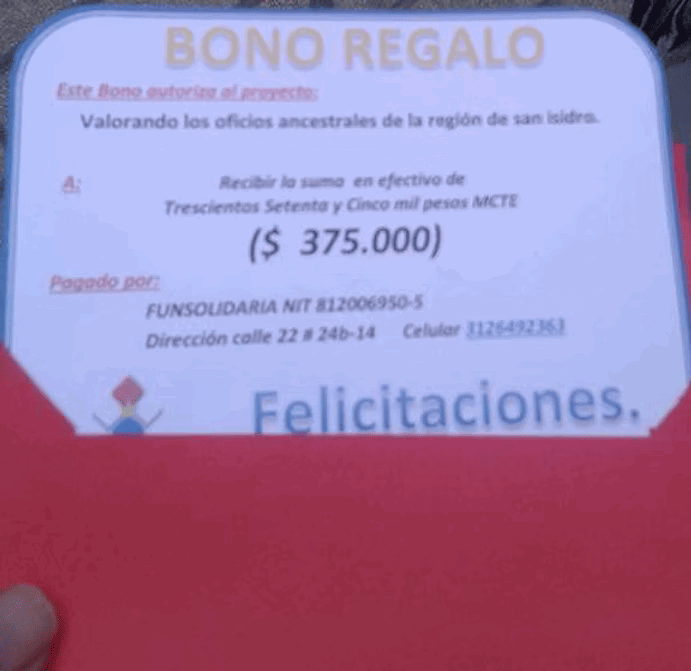 BONO REGALO
Este Bono autoriza al proyecto:
Valorando los oficios ancestrales de la región de san isidro.
A:
Recibir la suma en efectivo de
Trescientos Setenta y Cinco mil pesos MCTE
($ 375.000)
Pagado por:
FUNSOLIDARIA NIT 812006950-5
Dirección calle 22 # 24b-14 Celular 3126492363
Felicitaciones.